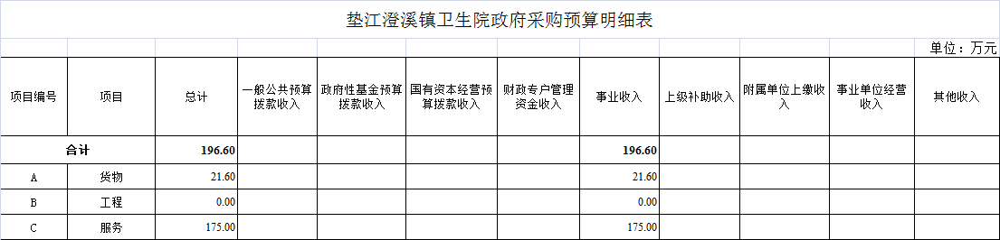 垫江澄溪镇卫生院政府采购预算明细表
单位：万元
项目编号 项目 总计 一般公共预算拨款收入 政府性基金预算拨款收入 国有资本经营预算拨款收入 财政专户管理资金收入 事业收入 上级补助收入 附属单位上缴收入 事业单位经营收入 其他收入
合计 196.60 196.60
A 货物 21.60 21.60
B 工程 0.00 0.00
C 服务 175.00 175.00